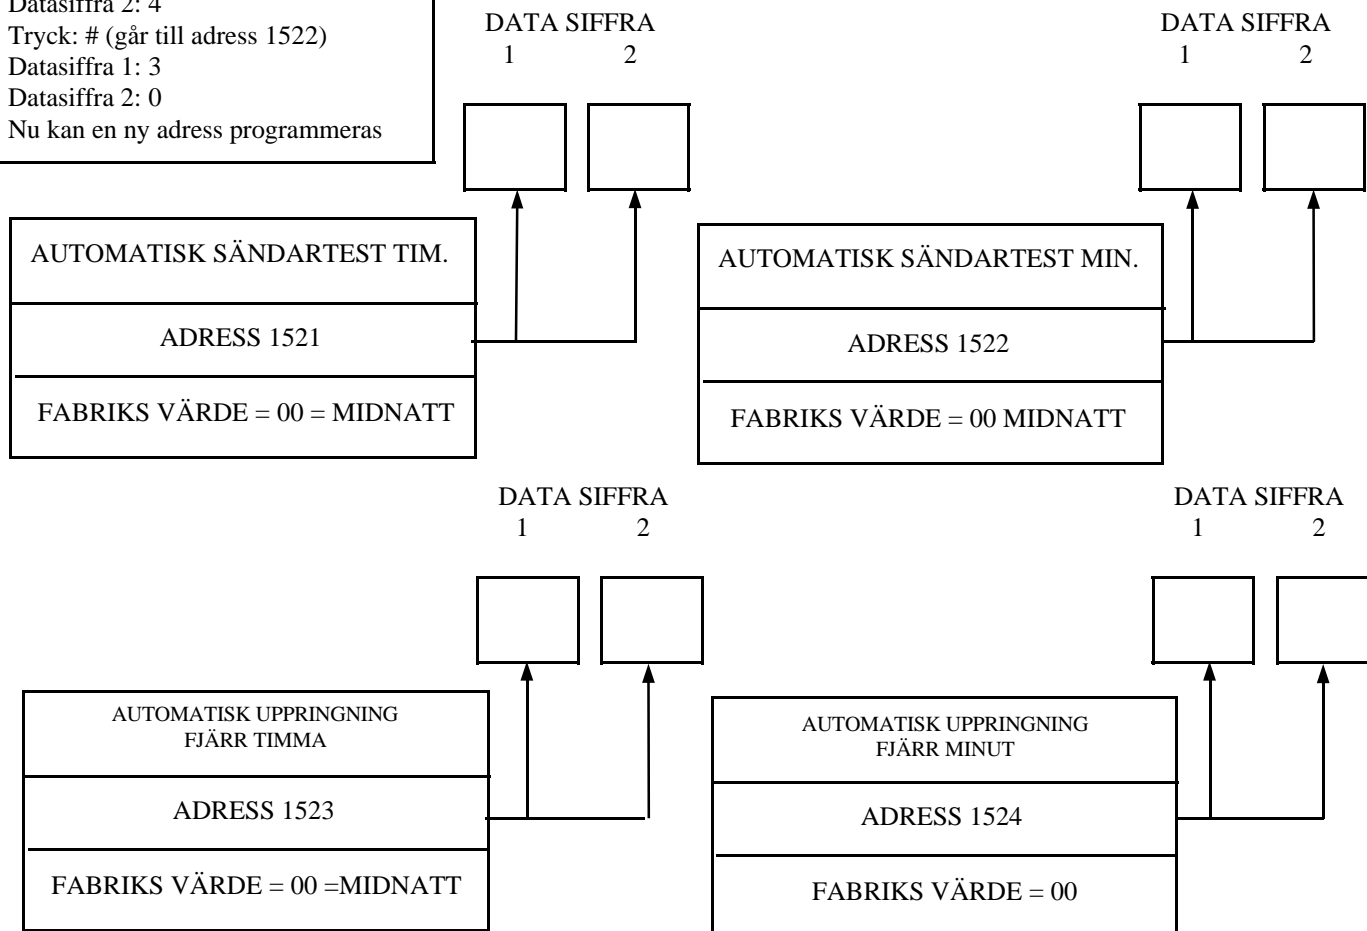 Datasiffra 2: 4
Tryck: # (går till adress 1522)
Datasiffra 1: 3
Datasiffra 2: 0
Nu kan en ny adress programmeras
DATA SIFFRA
1 2
DATA SIFFRA
1 2
AUTOMATISK SÄNDARTEST TIM.
ADRESS 1521
FABRIKS VÄRDE = 00 = MIDNATT
AUTOMATISK SÄNDARTEST MIN.
ADRESS 1522
FABRIKS VÄRDE = 00 MIDNATT
DATA SIFFRA
1 2
DATA SIFFRA
1 2
AUTOMATISK UPPRINGNING
FJÄRR TIMMA
ADRESS 1523
FABRIKS VÄRDE = 00 =MIDNATT
AUTOMATISK UPPRINGNING
FJÄRR MINUT
ADRESS 1524
FABRIKS VÄRDE = 00